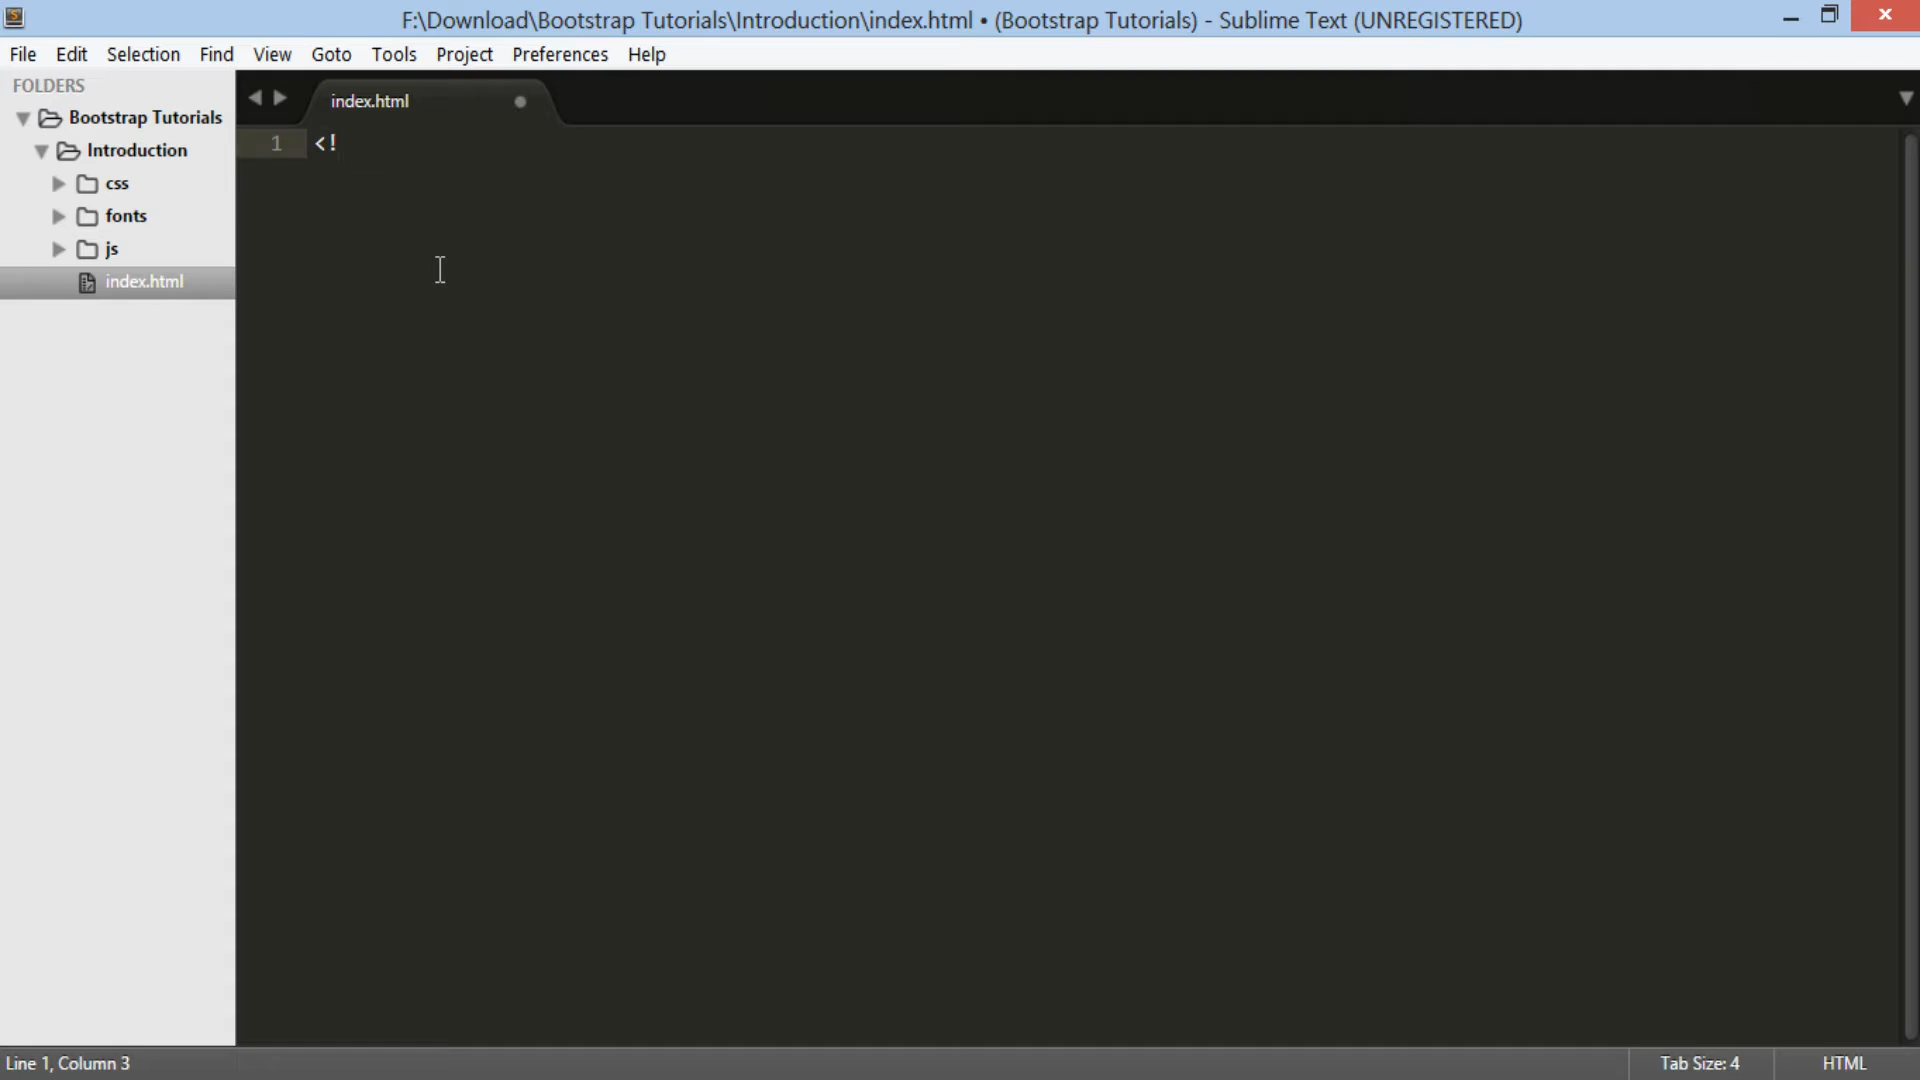 F:\Download\Bootstrap Tutorials\Introduction\index.html • (Bootstrap Tutorials) - Sublime Text (UNREGISTERED)
File Edit Selection Find View Goto Tools Project Preferences Help
FOLDERS
Bootstrap Tutorials
Introduction
css
fonts
js
index.html
index.html
1 <!
Line 1, Column 3
Tab Size: 4
HTML